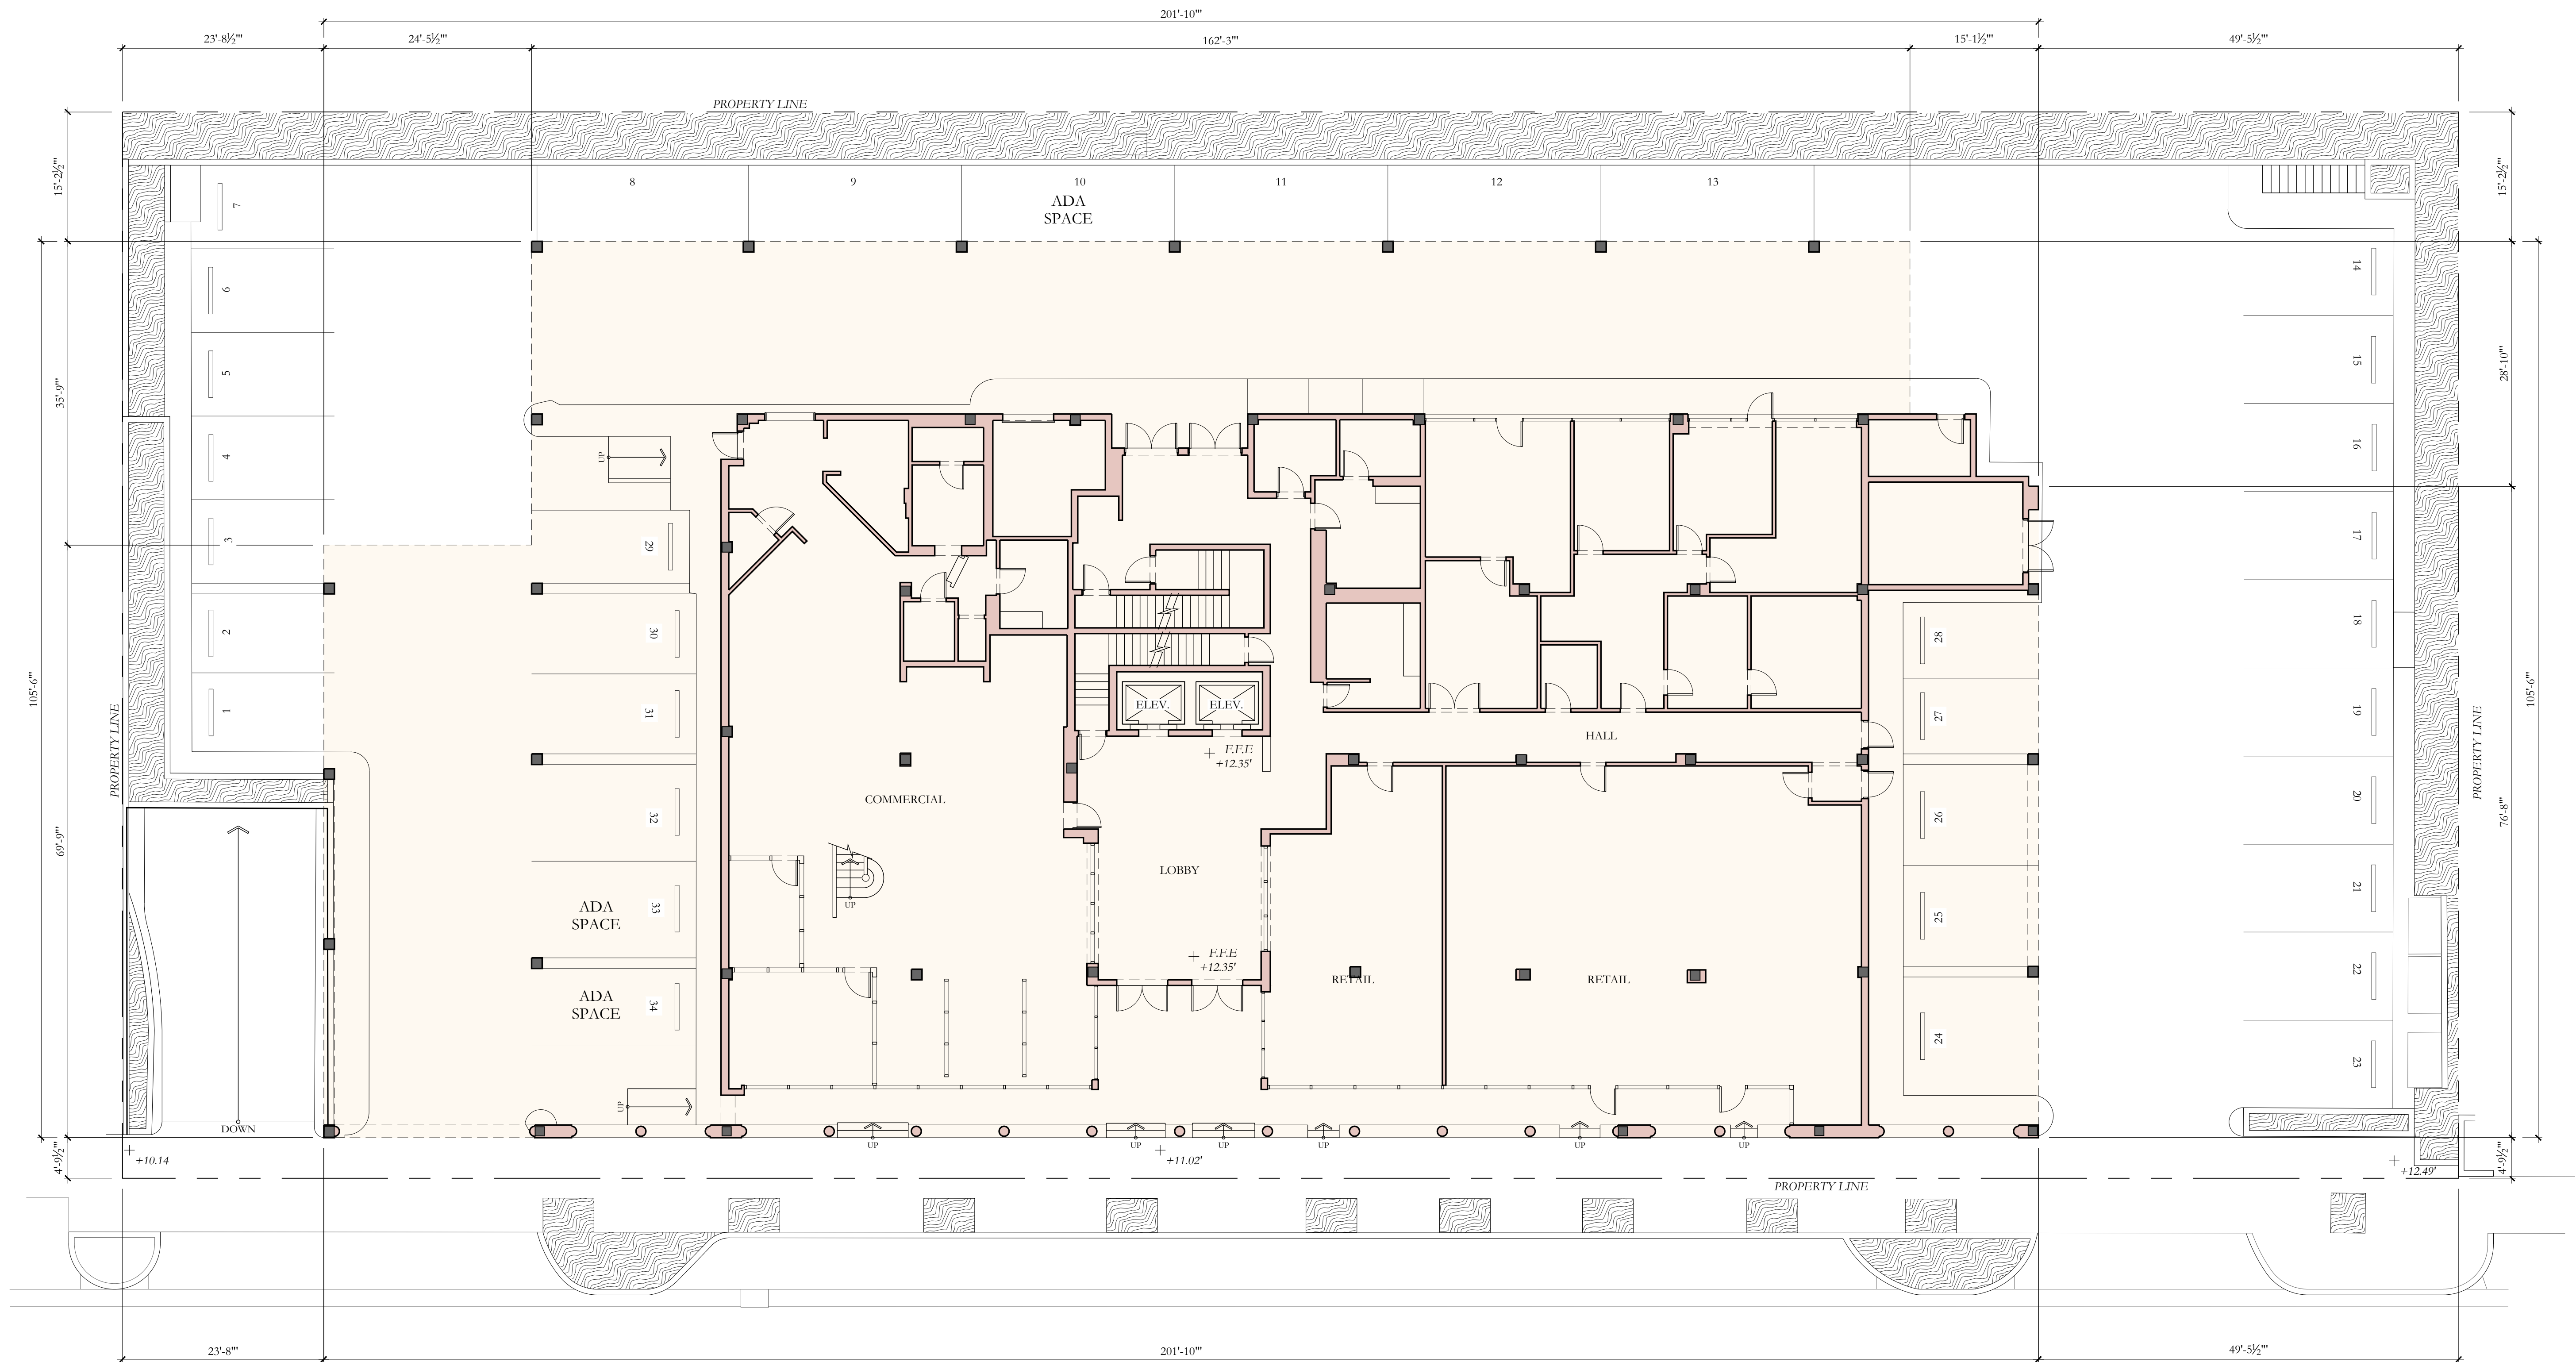 201'-10"'
23'-8½"'
24'-5½"'
162'-3"'
15'-1½"'
49'-5½"'
PROPERTY LINE
15'-2½"'
15'-2½"'
7
8
9
10
11
12
13
ADA
SPACE
6
14
5
15
35'-9"'
28'-10"'
4
UP
16
3
29
17
2
30
28
18
1
31
27
19
ELEV.
ELEV.
HALL
F.F.E
+12.35'
105'-6"'
PROPERTY LINE
PROPERTY LINE
105'-6"'
COMMERCIAL
32
26
20
69'-9"'
76'-8"'
LOBBY
UP
ADA
SPACE
33
25
21
F.F.E
+12.35'
RETAIL
RETAIL
22
ADA
SPACE
34
24
23
UP
DOWN
UP
UP
UP
UP
UP
UP
4'-9½"'
+10.14
+11.02'
+12.49'
4'-9½"'
PROPERTY LINE
23'-8"'
201'-10"'
49'-5½"'